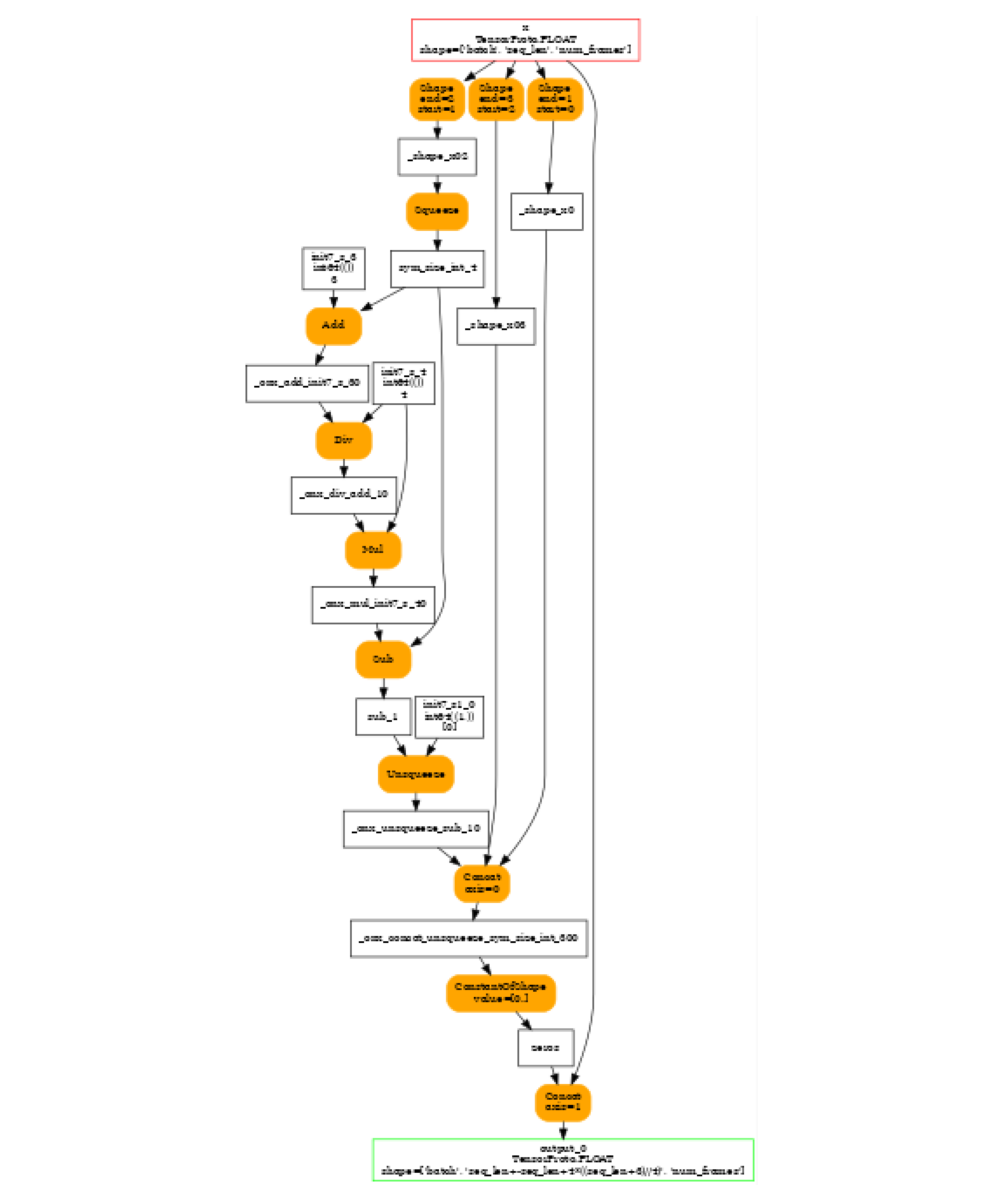 x
TensorProto.FLOAT
shape=['batch', 'seq_len', 'num_frames']
Shape
end=2
start=1
Shape
end=3
start=2
Shape
end=1
start=0
_shape_x02
_shape_x0
Squeeze
init7_s_3
int64(())
3
sym_size_int_4
Add
_shape_x03
_onx_add_init7_s_30
init7_s_4
int64(())
4
Div
_onx_div_add_10
Mul
_onx_mul_init7_s_40
Sub
sub_1
init7_s1_0
int64((1,))
[0]
Unsqueeze
_onx_unsqueeze_sub_10
Concat
axis=0
_onx_concat_unsqueeze_sym_size_int_300
ConstantOfShape
value=[0.]
zeros
Concat
axis=1
output_0
TensorProto.FLOAT
shape=['batch', 'seq_len+-seq_len+4*((seq_len+3)//4)', 'num_frames']